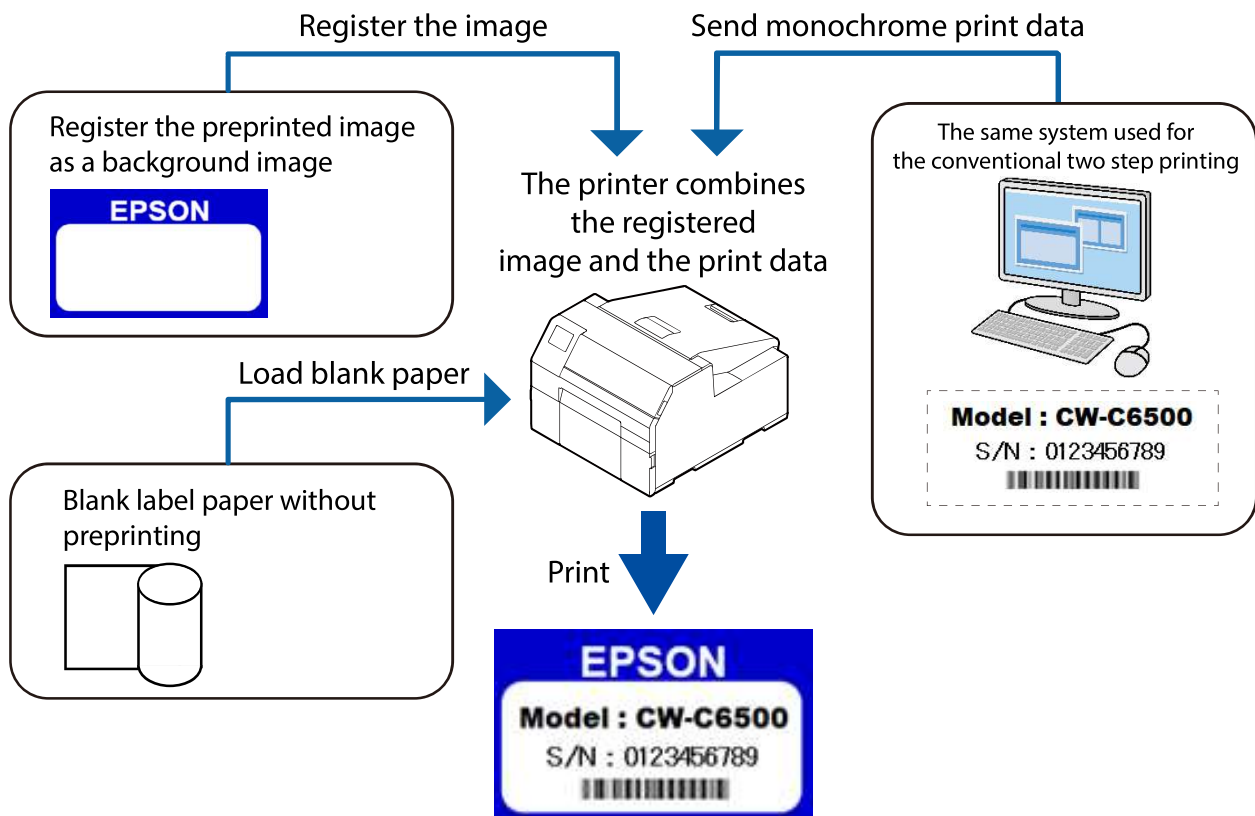 Register the image
Send monochrome print data
Register the preprinted image
as a background image
EPSON
The same system used for
the conventional two step printing
The printer combines
the registered
image and the print data
Model : CW-C6500
S/N : 0123456789
Load blank paper
Blank label paper without
preprinting
Print
EPSON
Model : CW-C6500
S/N : 0123456789